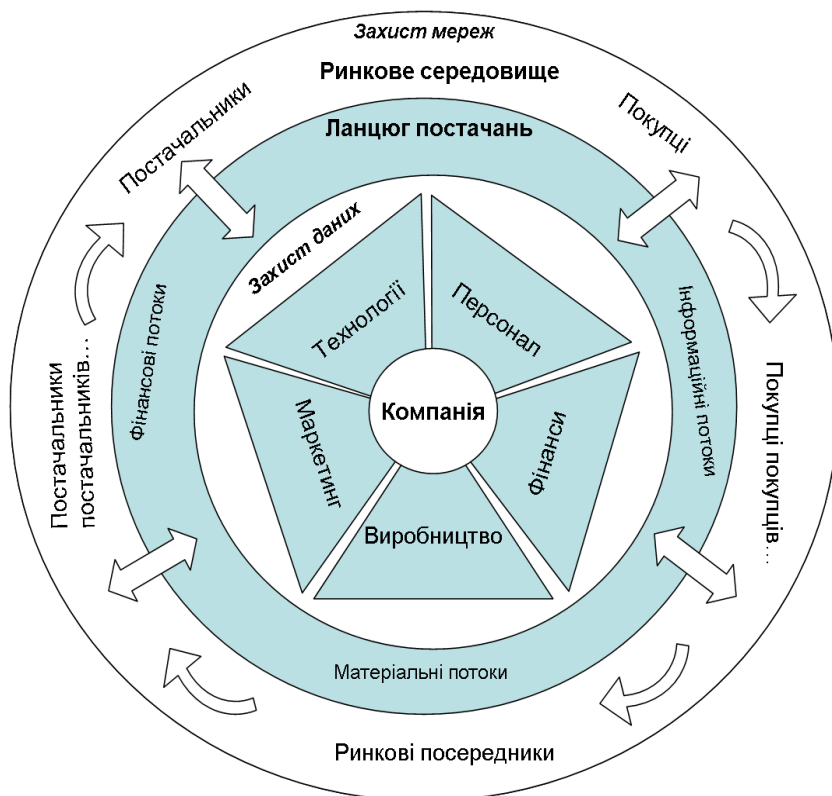 Захист мереж
Ринкове середовище
Постачальники
Покупці
Ланцюг постачань
Захист даних
Технології
Персонал
Фінансові потоки
Інформаційні потоки
Постачальники
постачальників...
Компанія
Покупці покупців....
Маркетинг
Фінанси
Виробництво
Матеріальні потоки
Ринкові посередники